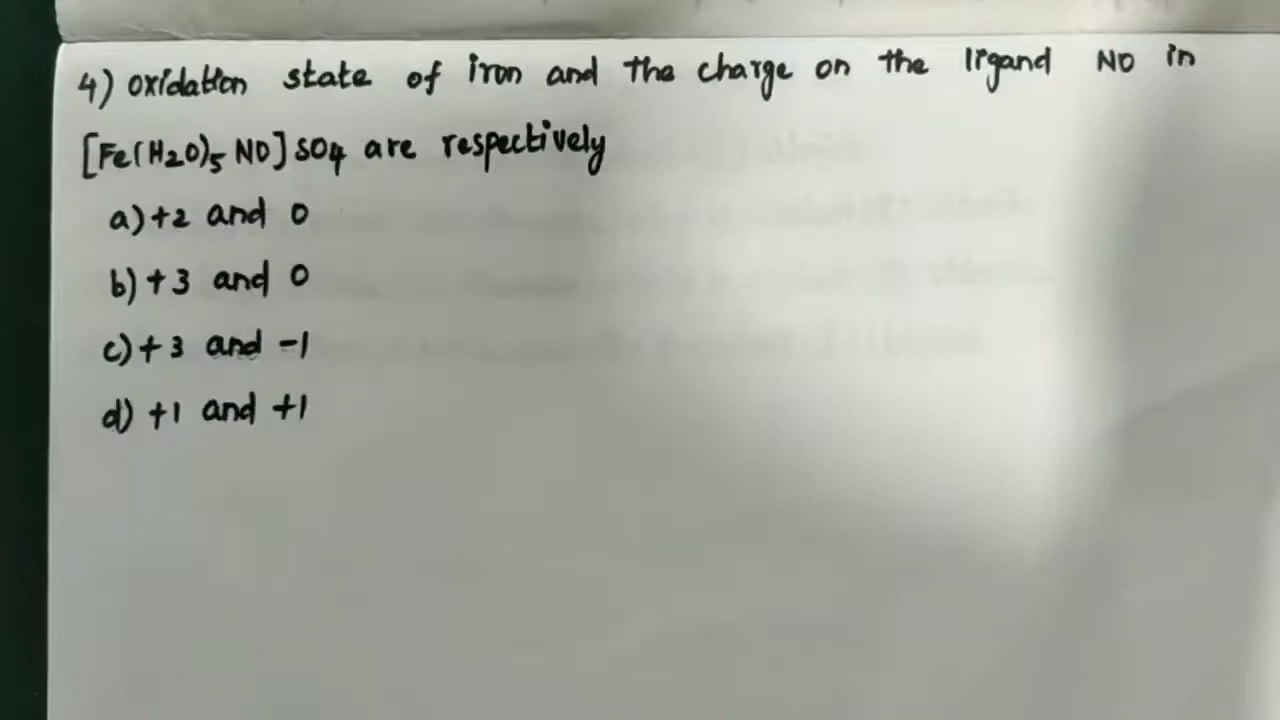 4) oxidation state of iron and the charge on the ligand NO in
[Fe(H2O)5 NO] SO4 are respectively
a) +2 and 0
b) +3 and 0
c) +3 and -1
d) +1 and +1